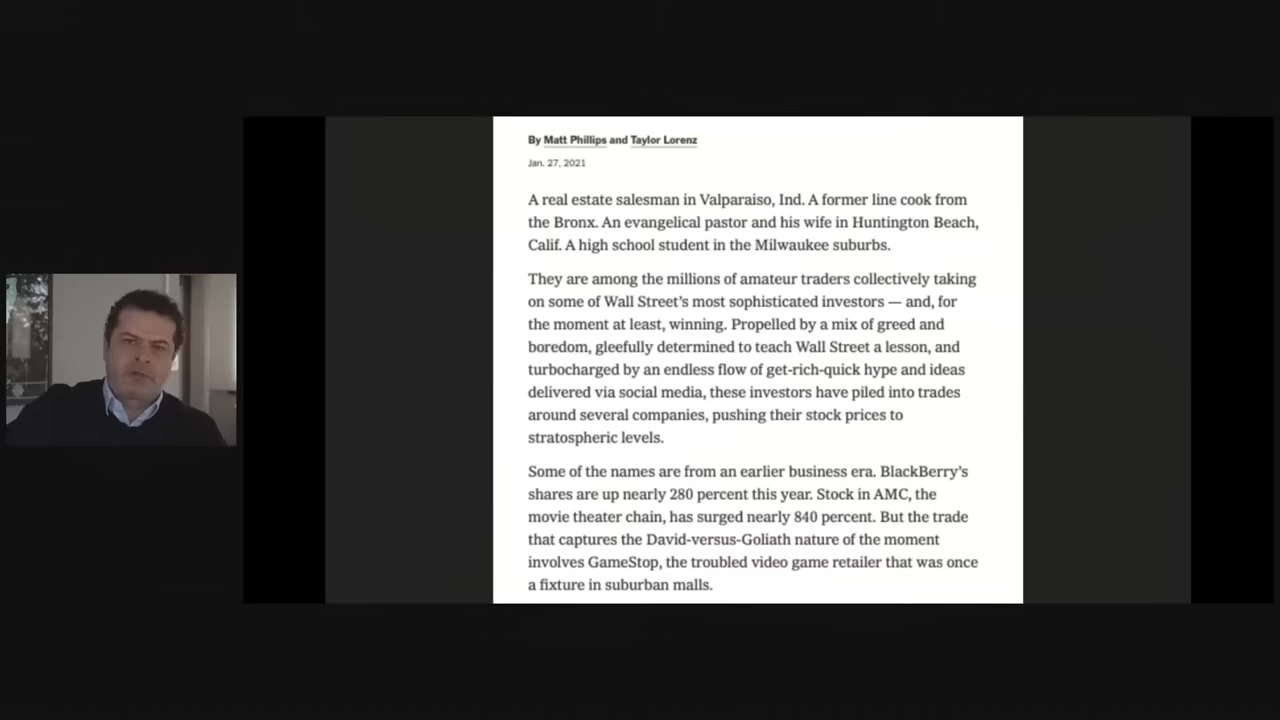 By Matt Phillips and Taylor Lorenz
Jan. 27, 2021
A real estate salesman in Valparaiso, Ind. A former line cook from
the Bronx. An evangelical pastor and his wife in Huntington Beach,
Calif. A high school student in the Milwaukee suburbs.
They are among the millions of amateur traders collectively taking
on some of Wall Street’s most sophisticated investors — and, for
the moment at least, winning. Propelled by a mix of greed and
boredom, gleefully determined to teach Wall Street a lesson, and
turbocharged by an endless flow of get-rich-quick hype and ideas
delivered via social media, these investors have piled into trades
around several companies, pushing their stock prices to
stratospheric levels.
Some of the names are from an earlier business era. BlackBerry’s
shares are up nearly 280 percent this year. Stock in AMC, the
movie theater chain, has surged nearly 840 percent. But the trade
that captures the David-versus-Goliath nature of the moment
involves GameStop, the troubled video game retailer that was once
a fixture in suburban malls.